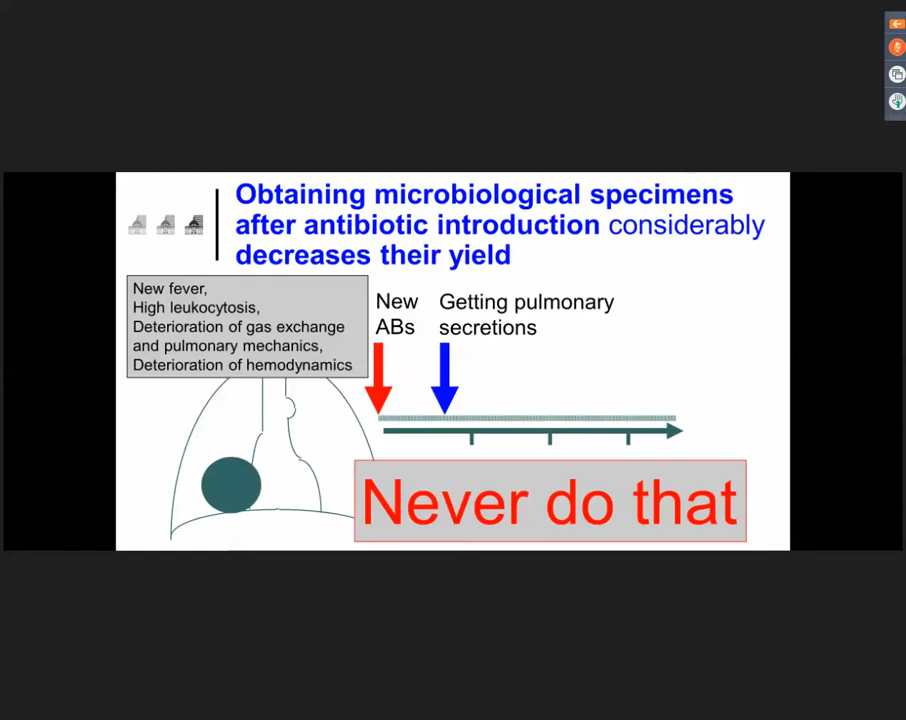 Obtaining microbiological specimens
after antibiotic introduction considerably
decreases their yield
New fever,
High leukocytosis,
Deterioration of gas exchange
and pulmonary mechanics,
Deterioration of hemodynamics
New
ABs
Getting pulmonary
secretions
Never do that